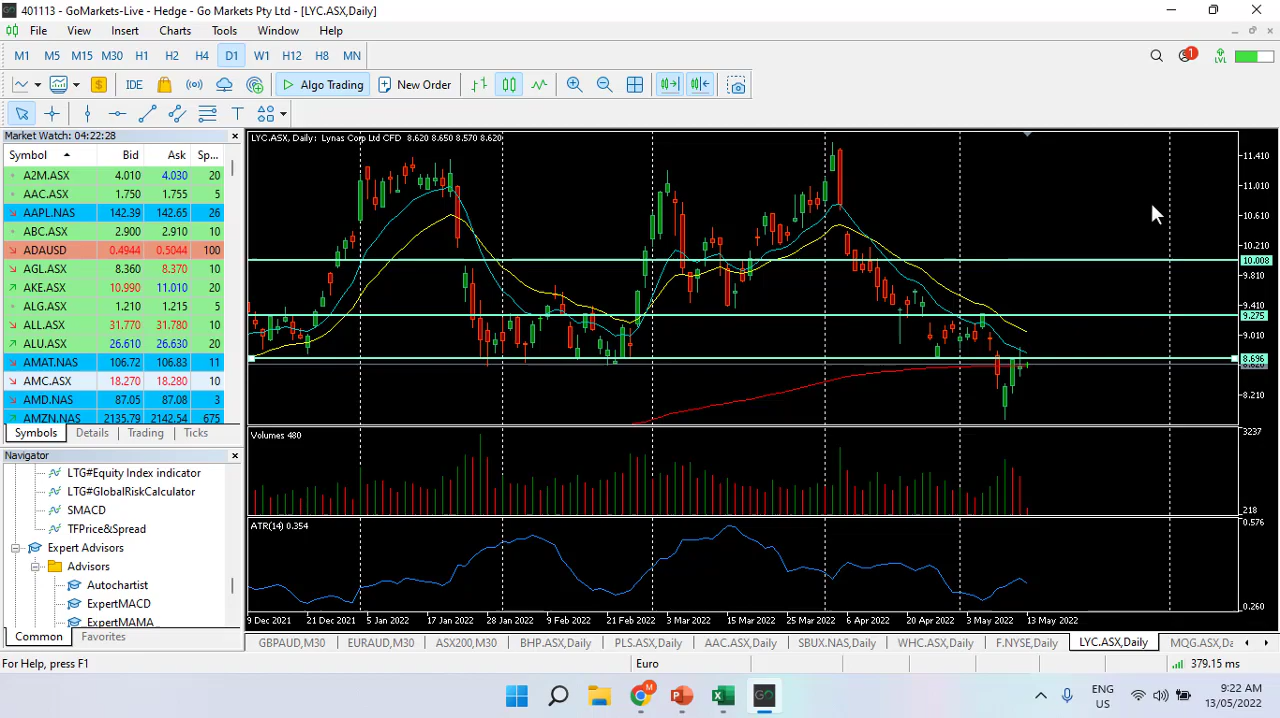 401113 - GoMarkets-Live - Hedge - Go Markets Pty Ltd - [LYC.ASX,Daily]
File View Insert Charts Tools Window Help
M1 M5 M15 M30 H1 H2 H4 D1 W1 H12 H8 MN
1 LVL
IDE Algo Trading New Order
Market Watch: 04:22:28
Symbol Bid Ask Sp...
A2M.ASX 4.010 4.030 20
AAC.ASX 1.750 1.755 5
AAPL.NAS 142.39 142.65 26
ABC.ASX 2.900 2.910 10
ADAUSD 0.4944 0.5044 100
AGL.ASX 8.360 8.370 10
AKE.ASX 10.990 11.010 20
ALG.ASX 1.210 1.215 5
ALL.ASX 31.770 31.780 10
ALU.ASX 26.610 26.630 20
AMAT.NAS 106.72 106.83 11
AMC.ASX 18.270 18.280 10
AMD.NAS 87.05 87.08 3
AMZN.NAS 2135.79 2142.54 675
Symbols Details Trading Ticks
Navigator
LTG#Equity Index indicator
LTG#GlobalRiskCalculator
SMACD
TFPrice&Spread
Expert Advisors
Advisors
Autochartist
ExpertMACD
ExpertMAMA
Common Favorites
LYC.ASX, Daily: Lynas Corp Ltd CFD 8.620 8.650 8.570 8.620
11.410
11.010
10.610
10.210
10.008
9.810
9.410
9.275
9.010
8.696
8.620
8.210
Volumes 480
3237
218
ATR(14) 0.354
0.576
0.260
9 Dec 2021 21 Dec 2021 5 Jan 2022 17 Jan 2022 28 Jan 2022 9 Feb 2022 21 Feb 2022 3 Mar 2022 15 Mar 2022 25 Mar 2022 6 Apr 2022 20 Apr 2022 3 May 2022 13 May 2022
GBPAUD,M30 EURAUD,M30 ASX200,M30 BHP.ASX,Daily PLS.ASX,Daily AAC.ASX,Daily SBUX.NAS,Daily WHC.ASX,Daily F.NYSE,Daily LYC.ASX,Daily MQG.ASX,Da
For Help, press F1 Euro 379.15 ms
M GO
ENG
US
9:22 AM
13/05/2022